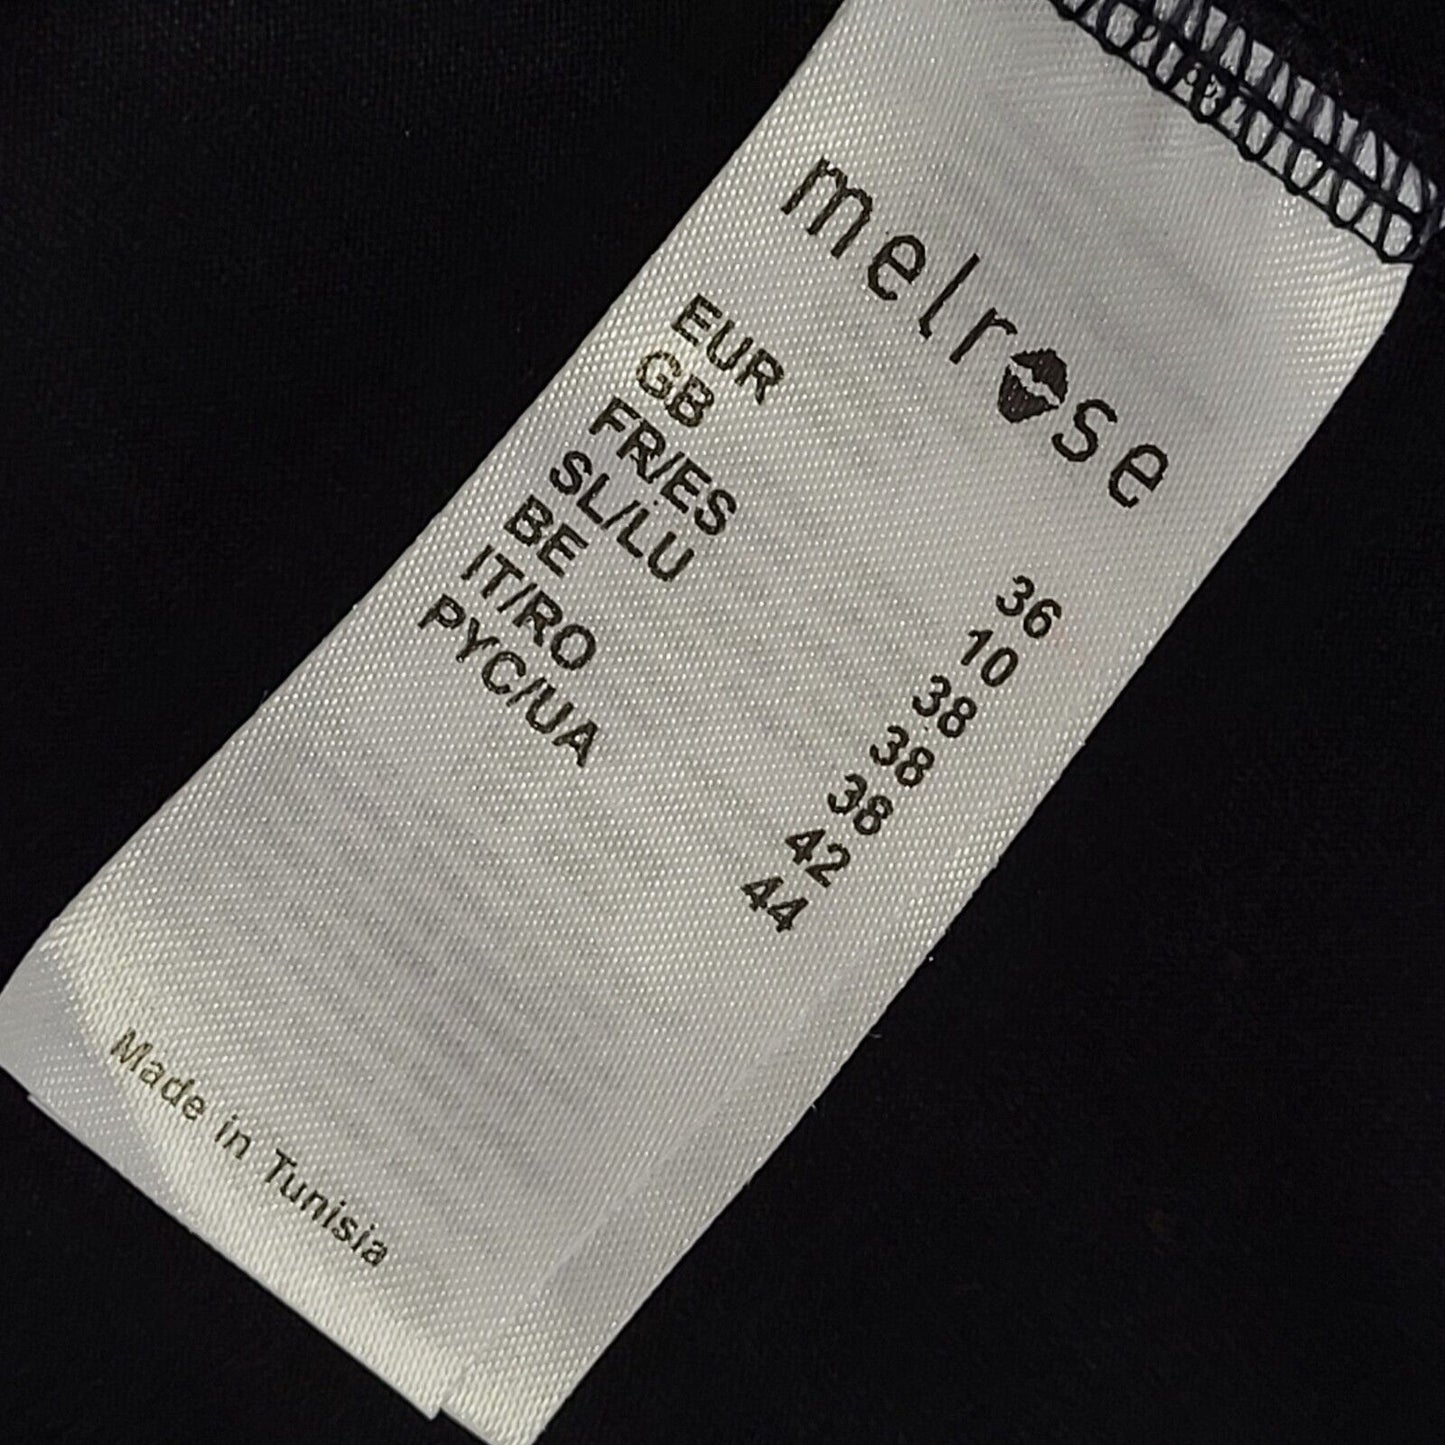 melrose
EUR 36
GB 10
FR/ES 38
SL/LU 38
BE 38
IT/RO 42
PYC/UA 44
Made in Tunisia